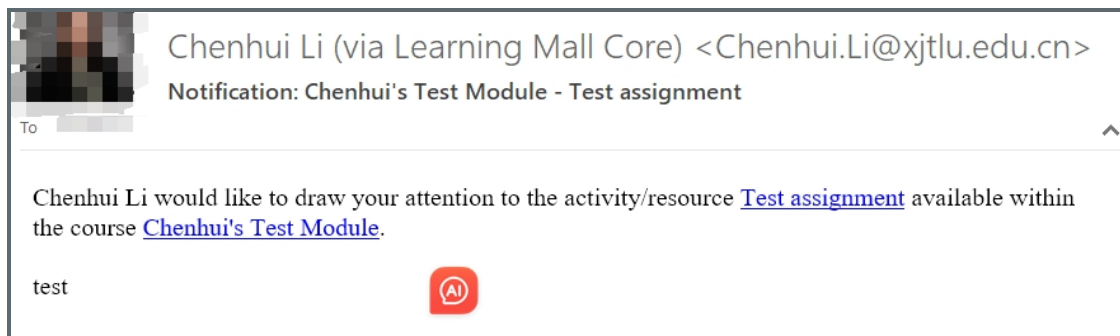 Chenhui Li (via Learning Mall Core) <Chenhui.Li@xjtlu.edu.cn>
Notification: Chenhui's Test Module - Test assignment
To
Chenhui Li would like to draw your attention to the activity/resource Test assignment available within
the course Chenhui's Test Module.
test
AI